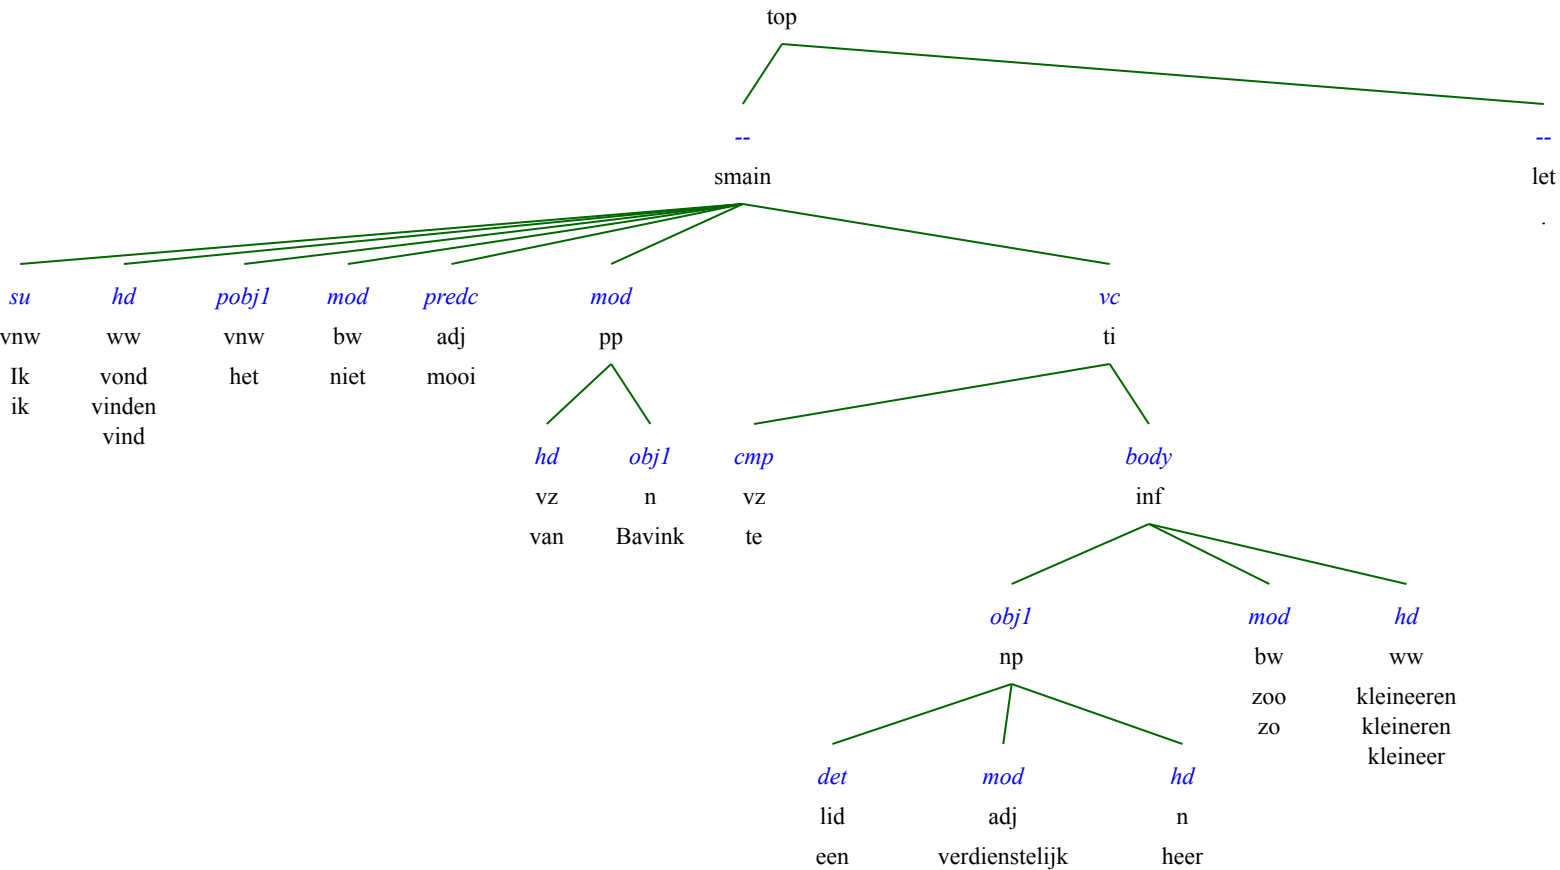 top
-- --
smain let
.
su hd pobj1 mod predc mod vc
vnw ww vnw bw adj pp ti
Ik vond het niet mooi
ik vinden
vind
hd obj1 cmp body
vz n vz inf
van Bavink te
obj1 mod hd
np bw ww
zoo kleineeren
zo kleineren
kleineer
det mod hd
lid adj n
een verdienstelijk heer